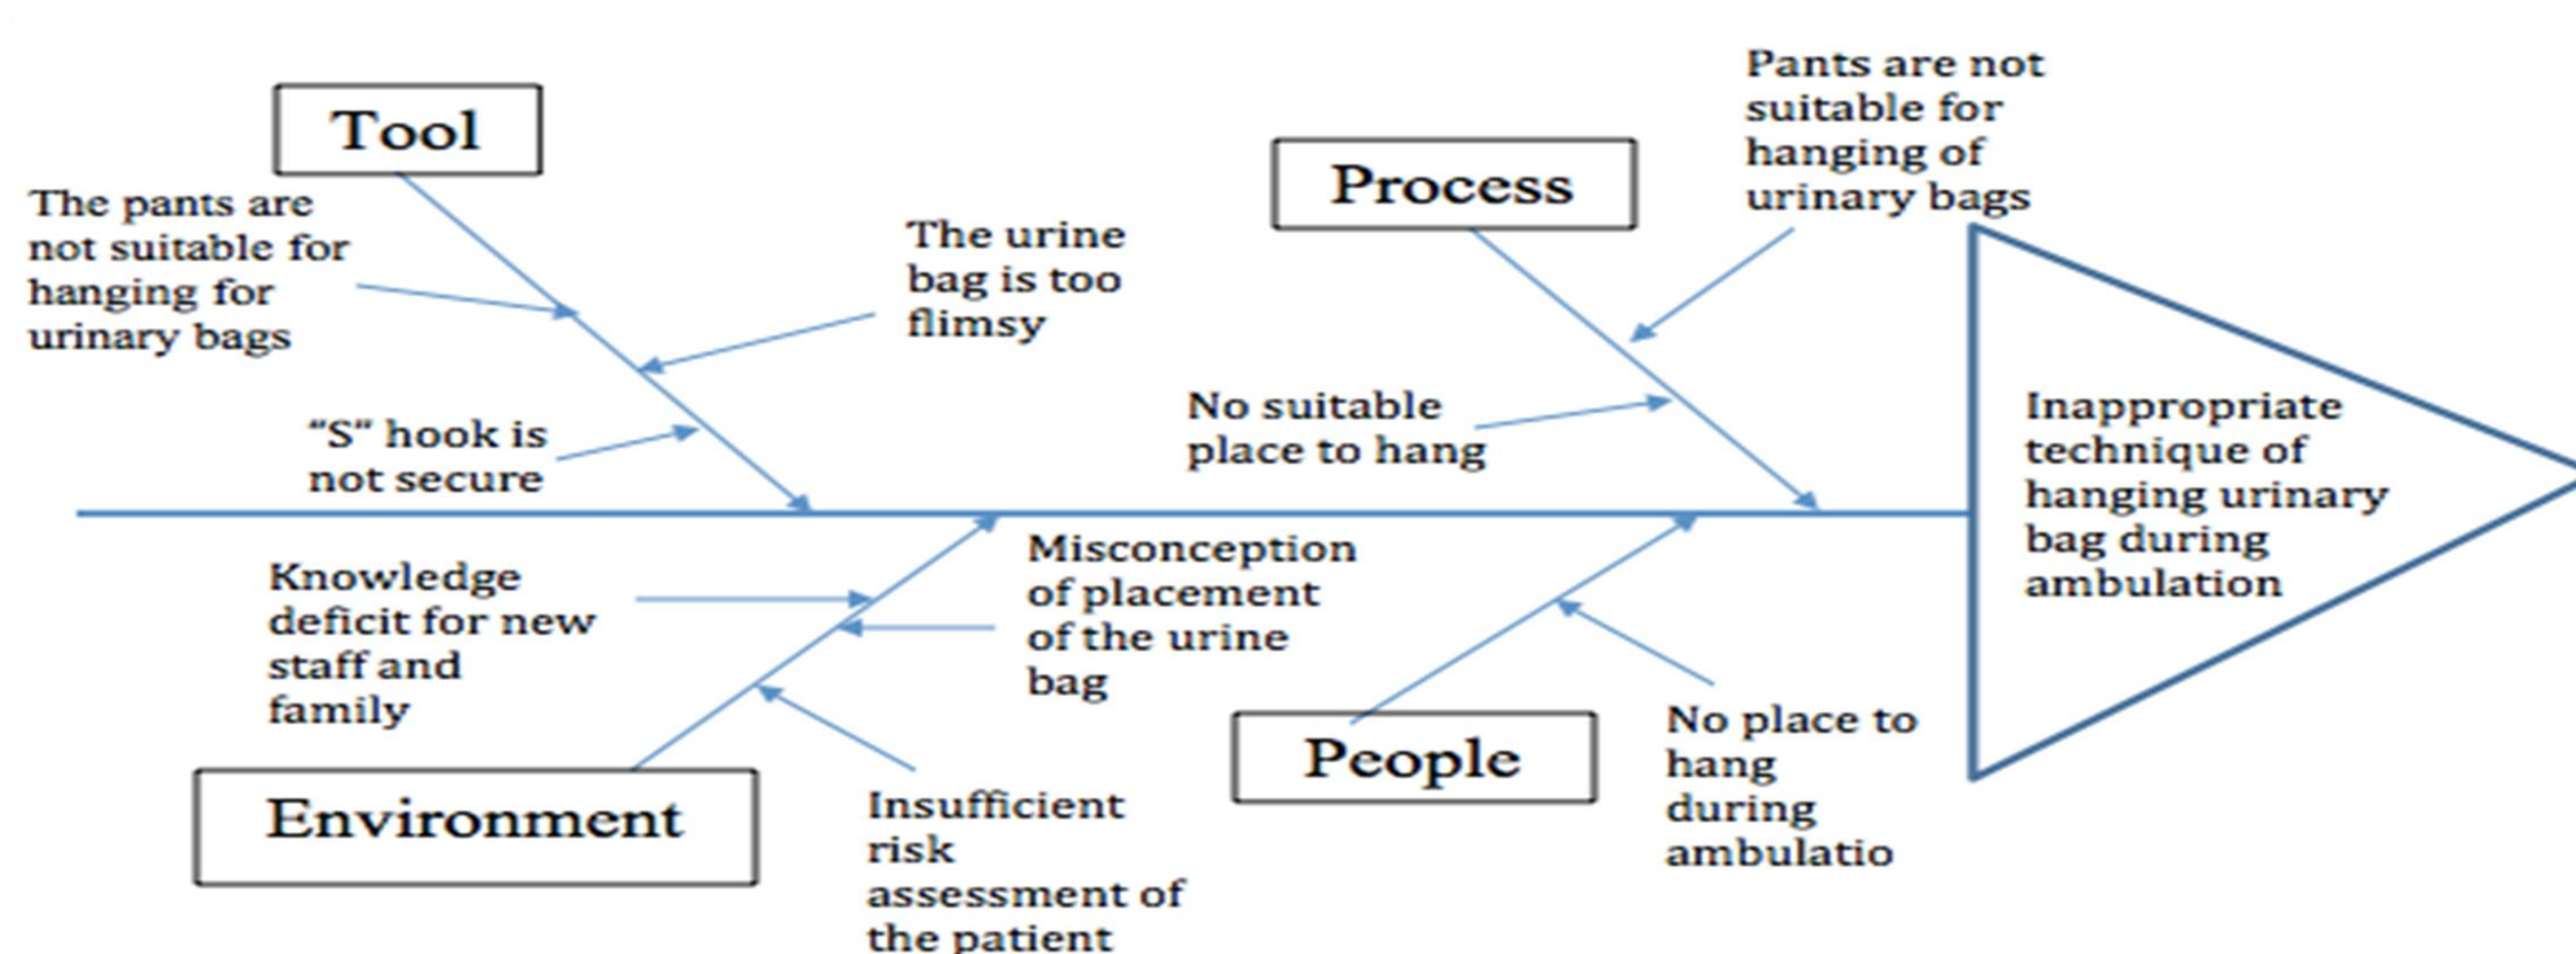 Tool
The pants are
not suitable for
hanging for
urinary bags
The urine
bag is too
flimsy
“S” hook is
not secure
Process
Pants are not
suitable for
hanging of
urinary bags
No suitable
place to hang
Inappropriate
technique of
hanging urinary
bag during
ambulation
Knowledge
deficit for new
staff and
family
Misconception
of placement
of the urine
bag
Environment
Insufficient
risk
assessment of
the patient
People
No place to
hang
during
ambulatio